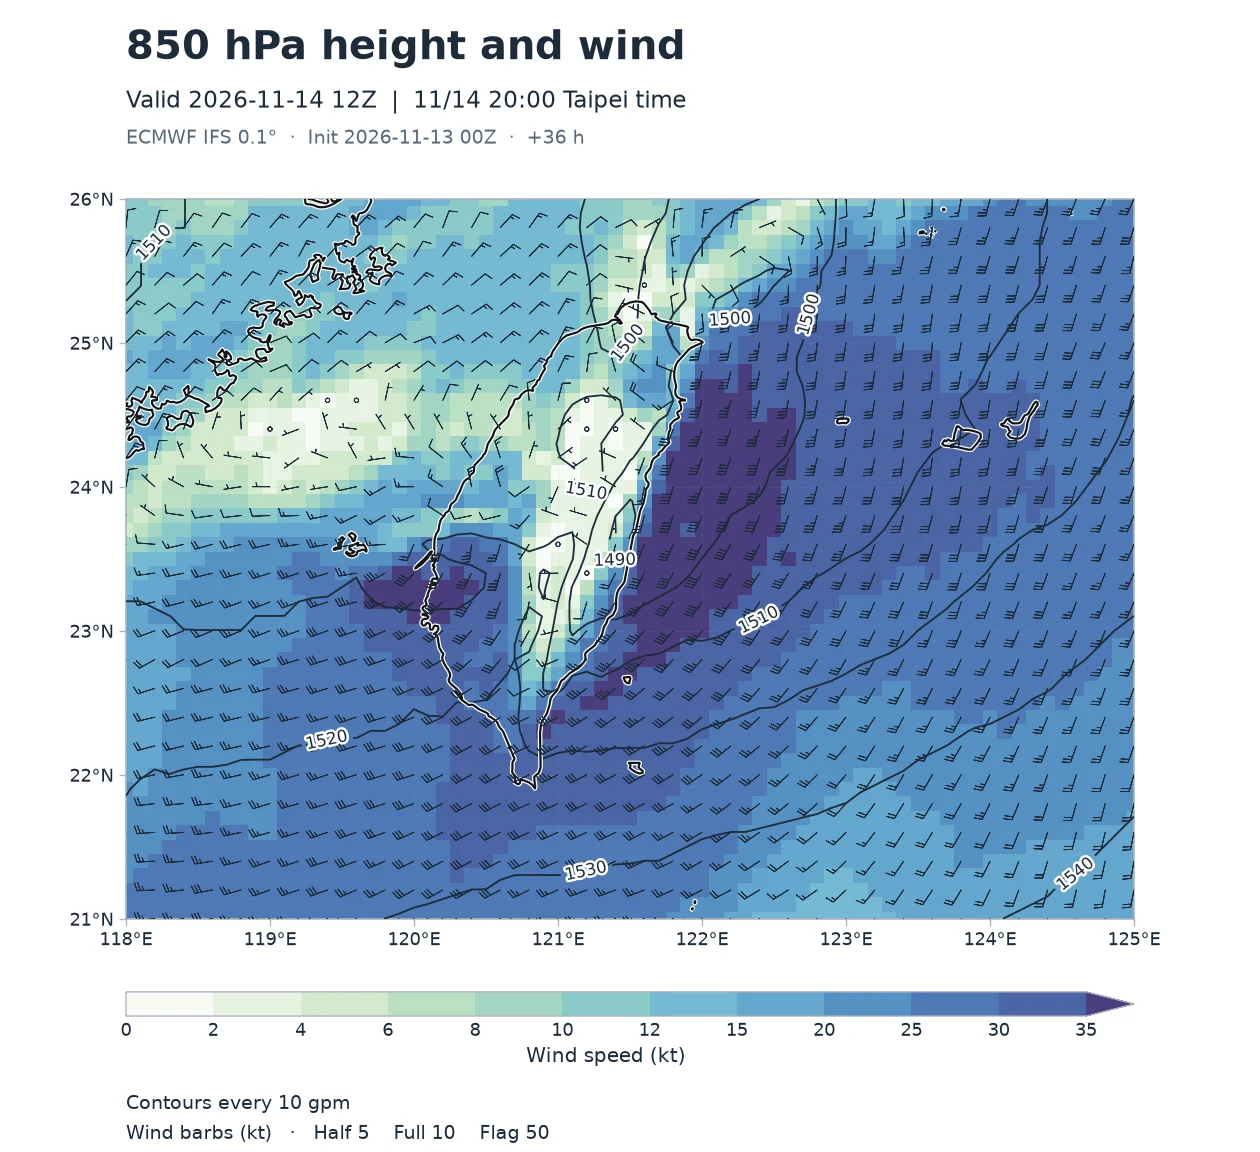 850 hPa height and wind
Valid 2026-11-14 12Z | 11/14 20:00 Taipei time
ECMWF IFS 0.1° · Init 2026-11-13 00Z · +36 h
26°N
25°N
24°N
23°N
22°N
21°N
1510
1500
1500
1500
1510
1490
1510
1520
1530
1540
118°E 119°E 120°E 121°E 122°E 123°E 124°E 125°E
0 2 4 6 8 10 12 15 20 25 30 35
Wind speed (kt)
Contours every 10 gpm
Wind barbs (kt) · Half 5 Full 10 Flag 50